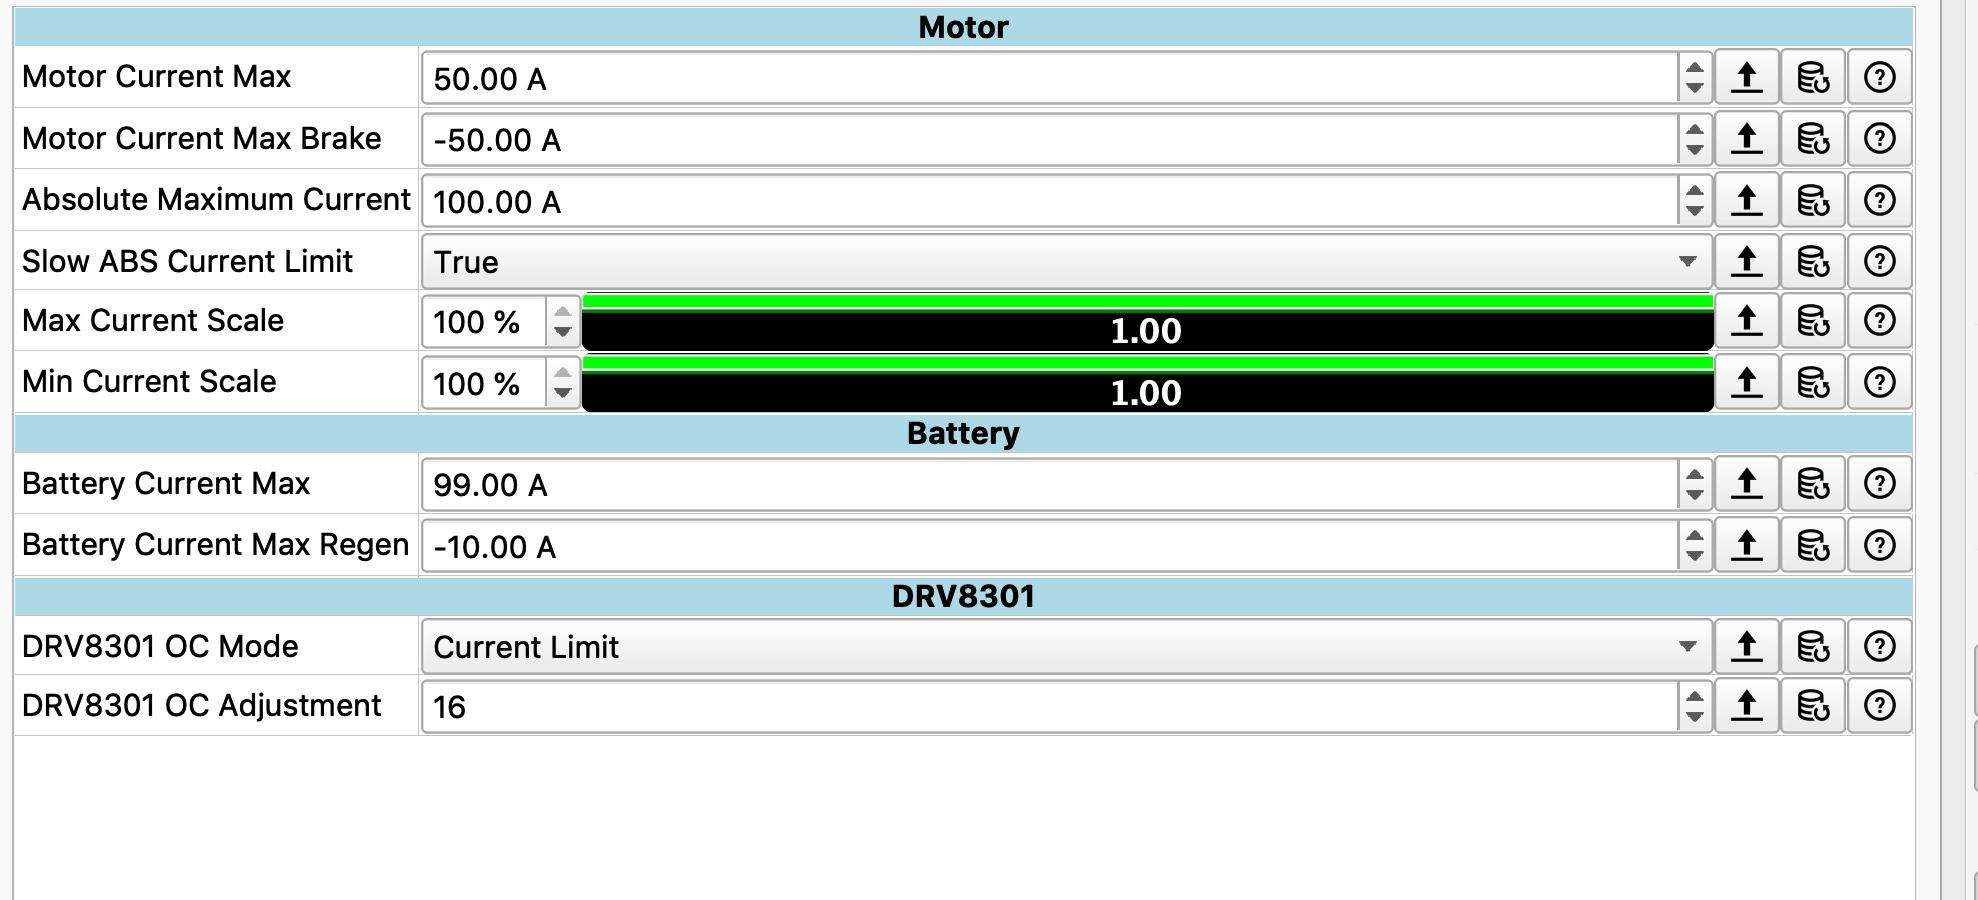 Motor
Motor Current Max 50.00 A
Motor Current Max Brake -50.00 A
Absolute Maximum Current 100.00 A
Slow ABS Current Limit True
Max Current Scale 100 % 1.00
Min Current Scale 100 % 1.00
Battery
Battery Current Max 99.00 A
Battery Current Max Regen -10.00 A
DRV8301
DRV8301 OC Mode Current Limit
DRV8301 OC Adjustment 16